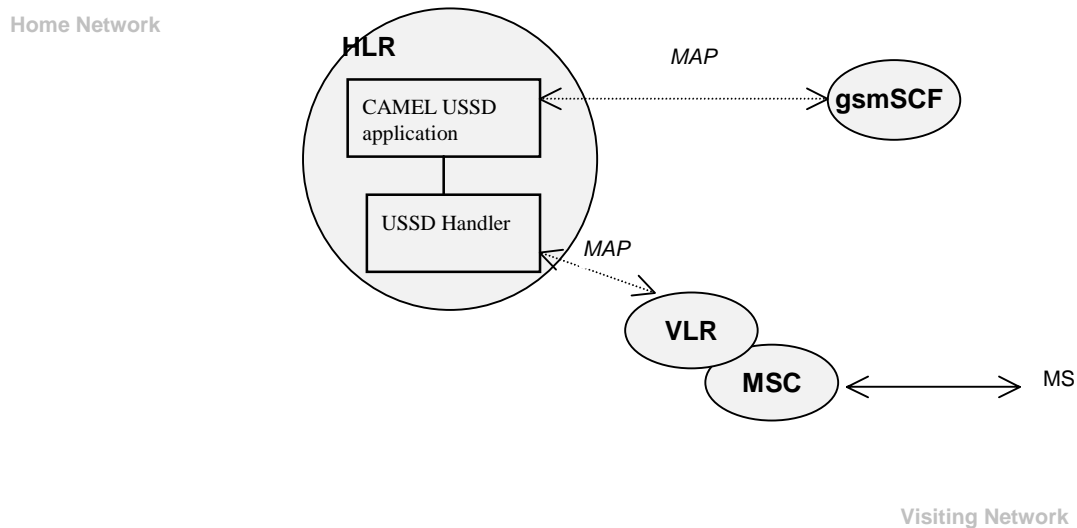 Home Network
HLR
MAP
CAMEL USSD
application
gsmSCF
USSD Handler
MAP
VLR
MSC
MS
Visiting Network